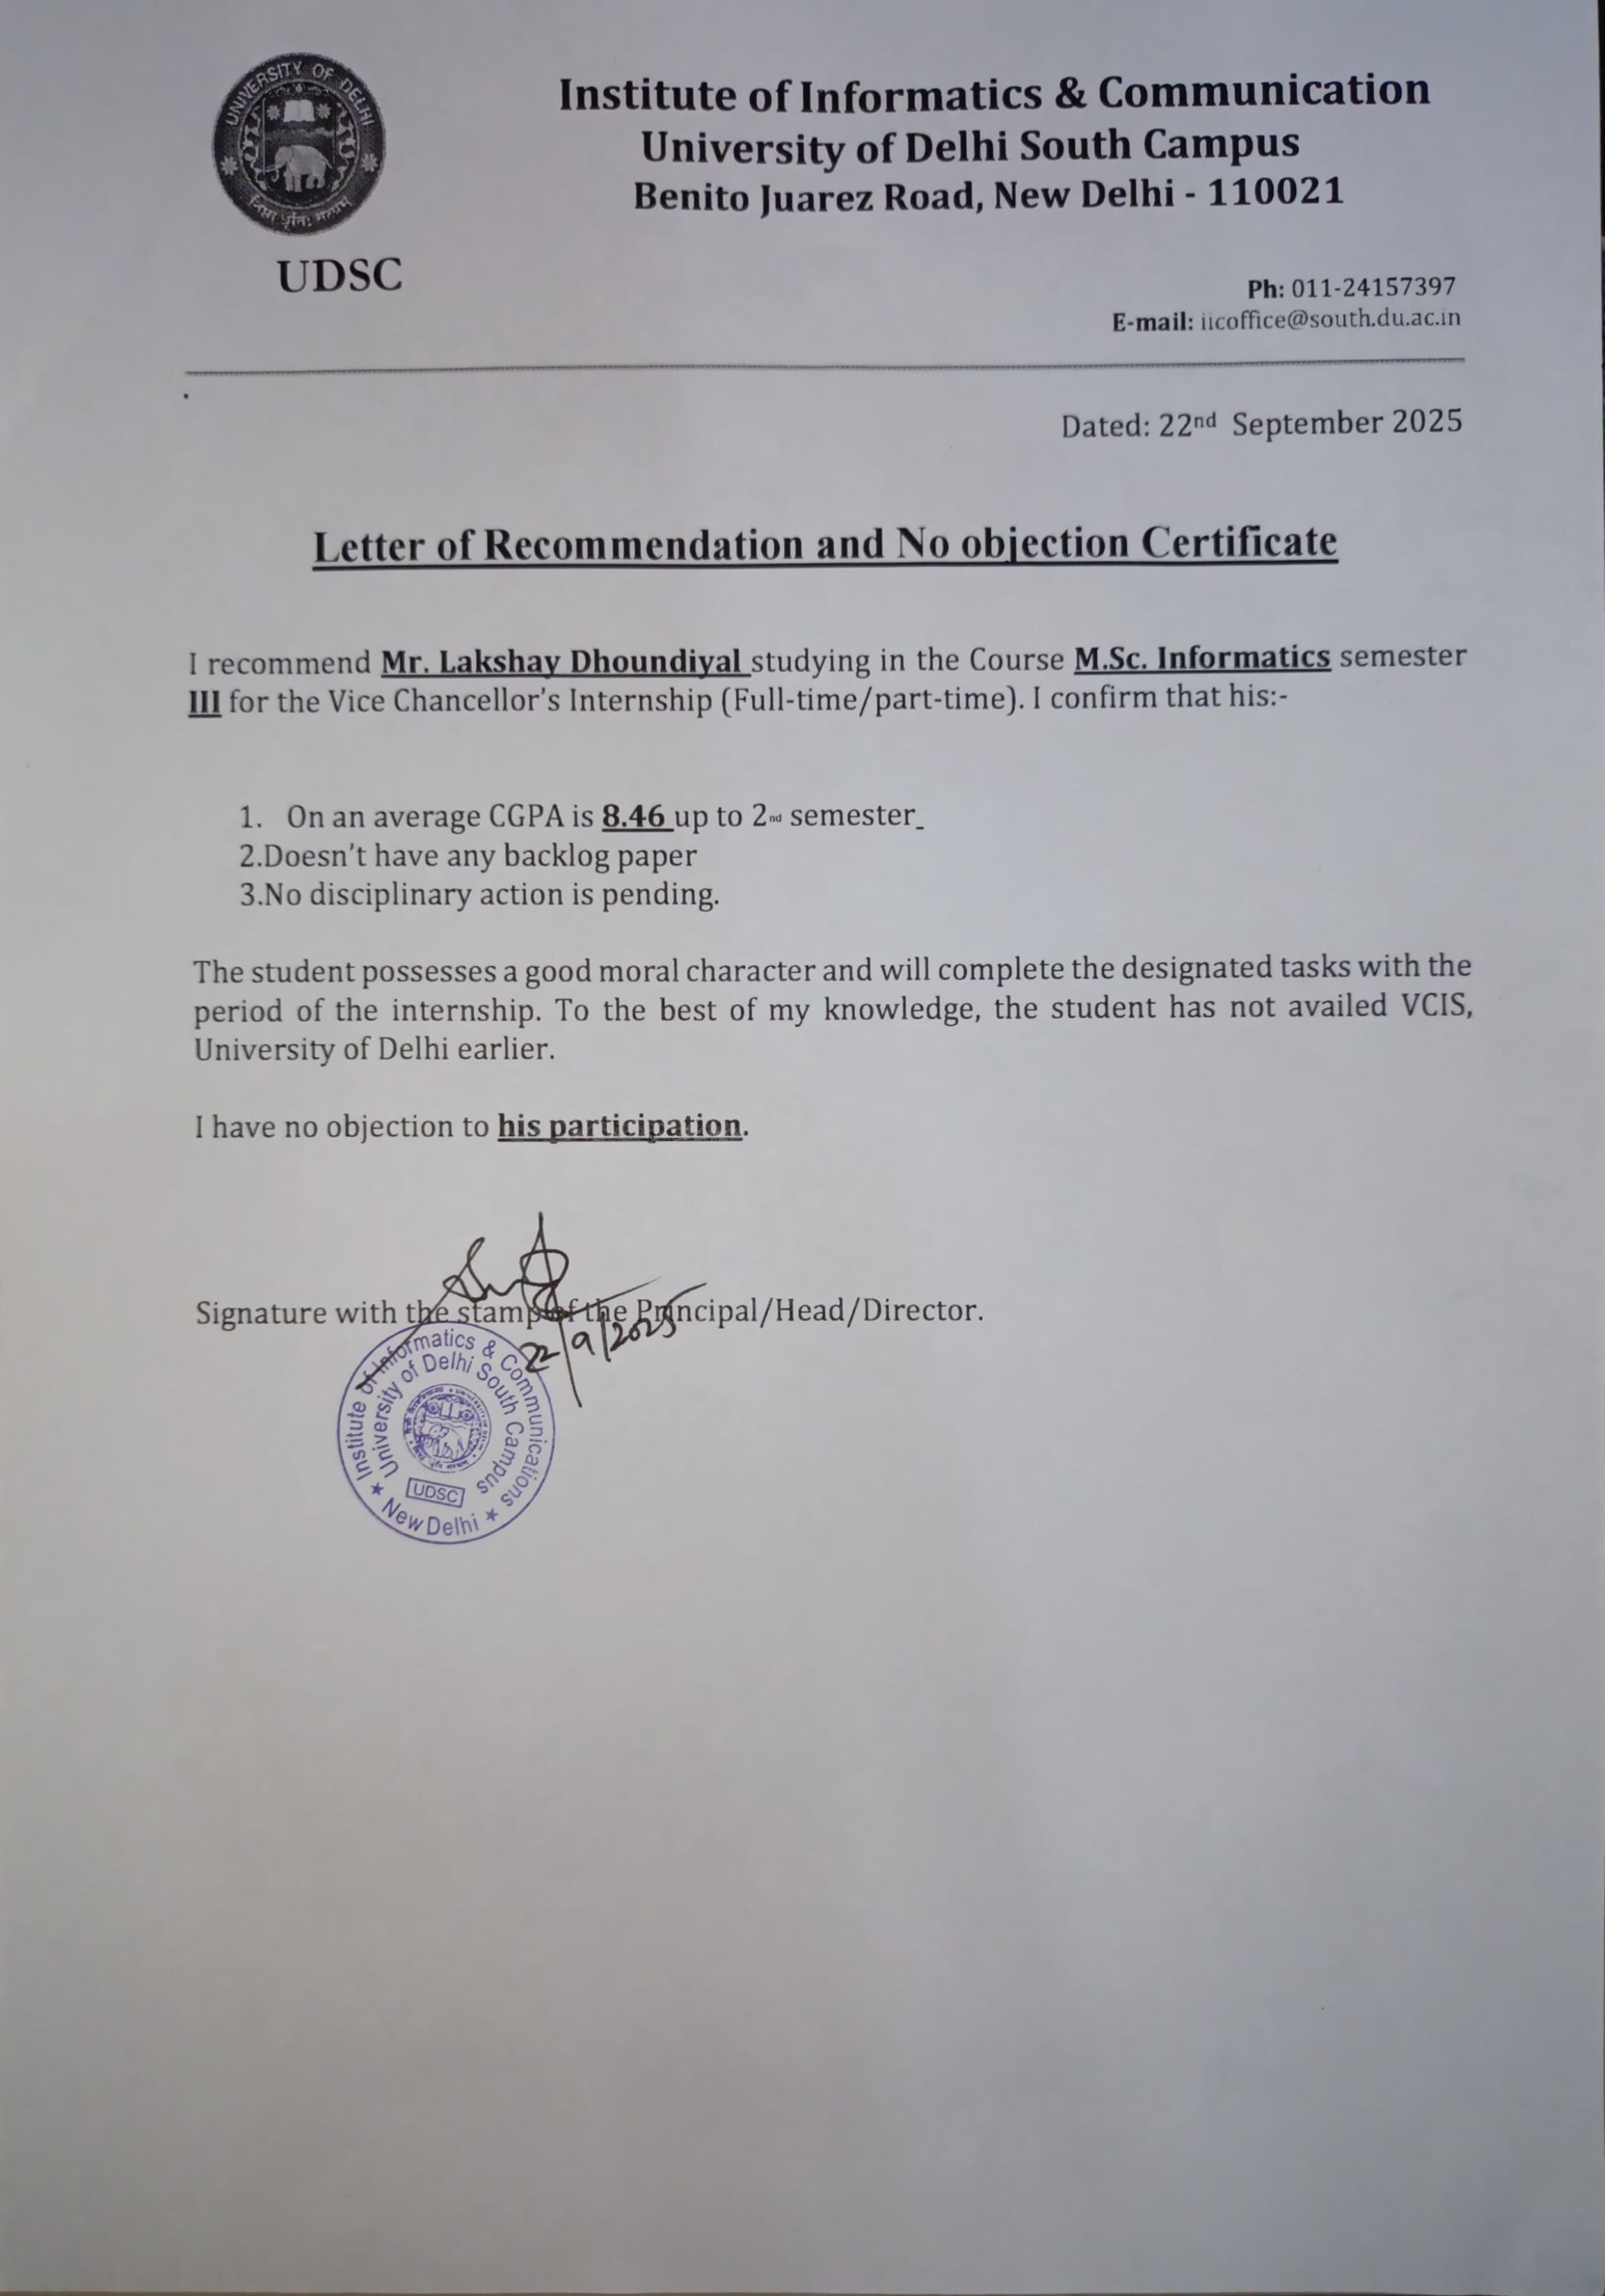 UNIVERSITY OF DELHI
UDSC
Institute of Informatics & Communication
University of Delhi South Campus
Benito Juarez Road, New Delhi - 110021
Ph: 011-24157397
E-mail: iicoffice@south.du.ac.in
Dated: 22nd September 2025
Letter of Recommendation and No objection Certificate
I recommend Mr. Lakshay Dhoundiyal studying in the Course M.Sc. Informatics semester
III for the Vice Chancellor's Internship (Full-time/part-time). I confirm that his:-
1. On an average CGPA is 8.46 up to 2nd semester
2.Doesn't have any backlog paper
3.No disciplinary action is pending.
The student possesses a good moral character and will complete the designated tasks with the
period of the internship. To the best of my knowledge, the student has not availed VCIS,
University of Delhi earlier.
I have no objection to his participation.
Signature with the stamp of the Principal/Head/Director.
22/9/2025
Institute of Informatics & Communications
University of Delhi South Campus
UDSC
★ New Delhi ★